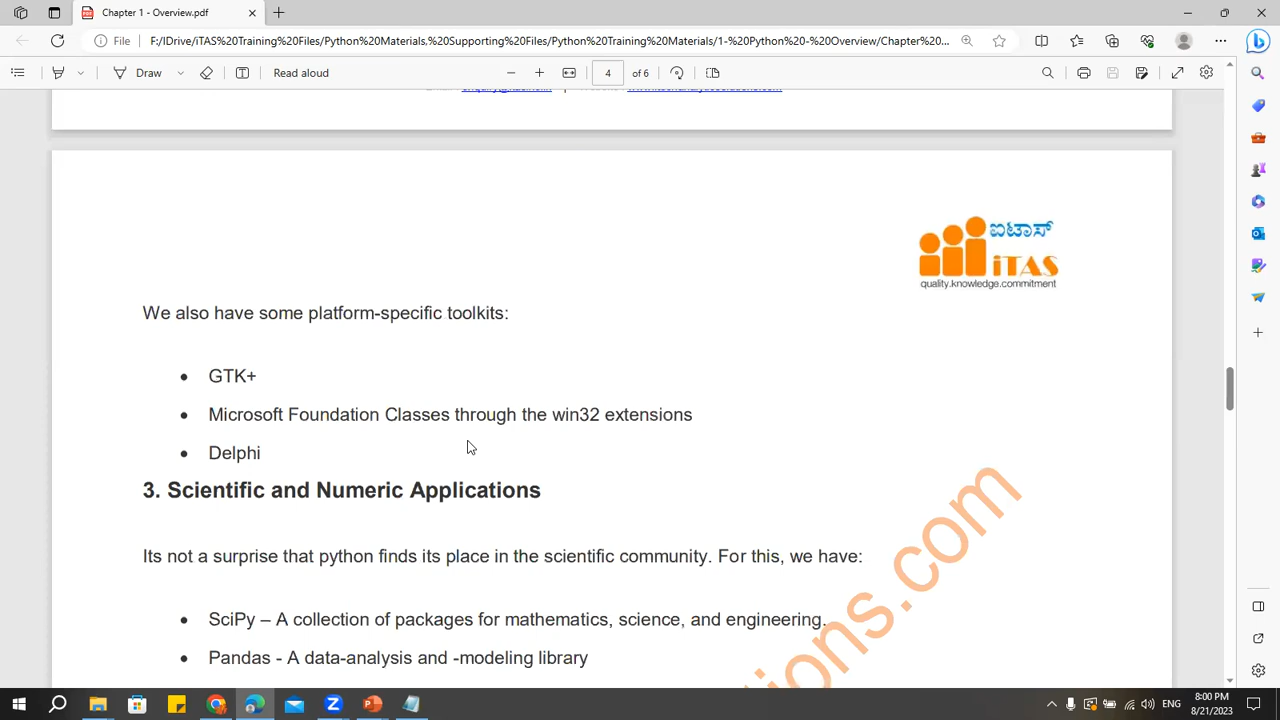 Chapter 1 - Overview.pdf
File
F:/IDrive/iTAS%20Training%20Files/Python%20Materials,%20Supporting%20Files/Python%20Training%20Materials/1-%20Python%20-%20Overview/Chapter%20...
Draw
Read aloud
4 of 6
ಐಟಾಸ್
iTAS
quality.knowledge.commitment
We also have some platform-specific toolkits:
• GTK+
• Microsoft Foundation Classes through the win32 extensions
• Delphi
3. Scientific and Numeric Applications
Its not a surprise that python finds its place in the scientific community. For this, we have:
• SciPy – A collection of packages for mathematics, science, and engineering.
• Pandas - A data-analysis and -modeling library
ions.com
ENG
8:00 PM
8/21/2023